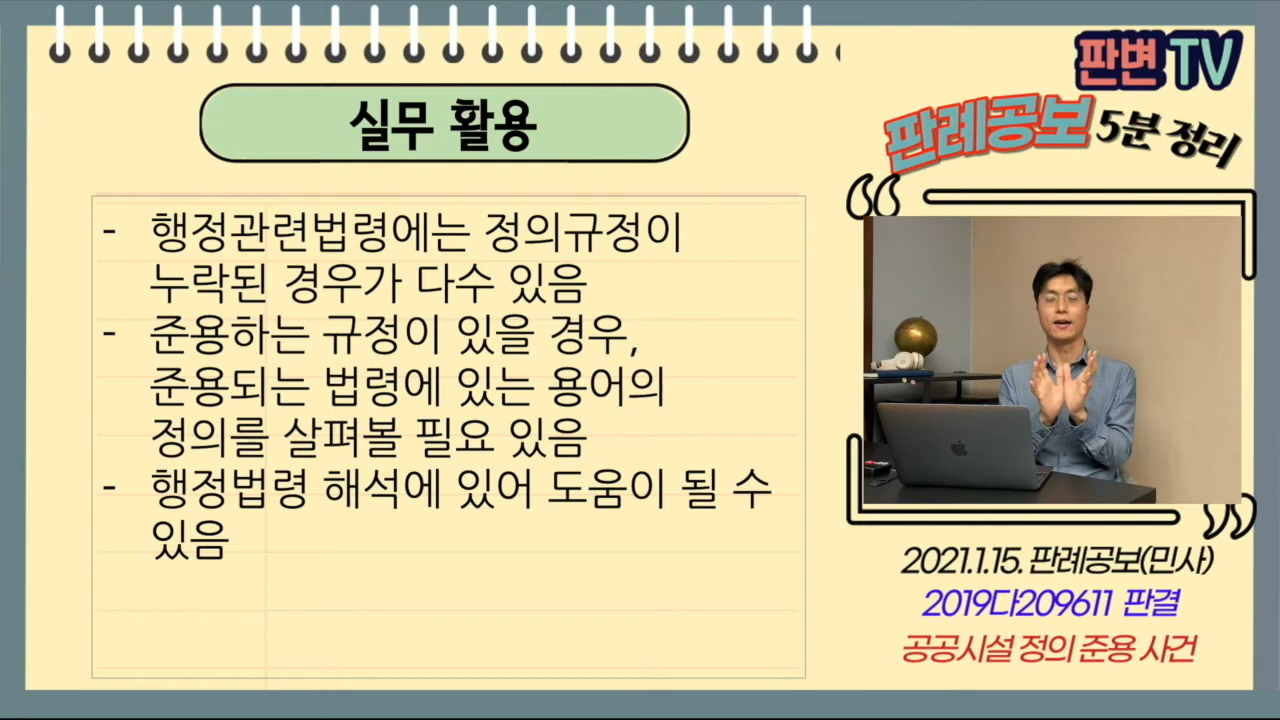 판변 TV
판례공보 5분 정리
실무 활용
- 행정관련법령에는 정의규정이
누락된 경우가 다수 있음
- 준용하는 규정이 있을 경우,
준용되는 법령에 있는 용어의
정의를 살펴볼 필요 있음
- 행정법령 해석에 있어 도움이 될 수
있음
2021.1.15. 판례공보(민사)
2019다209611 판결
공공시설 정의 준용 사건